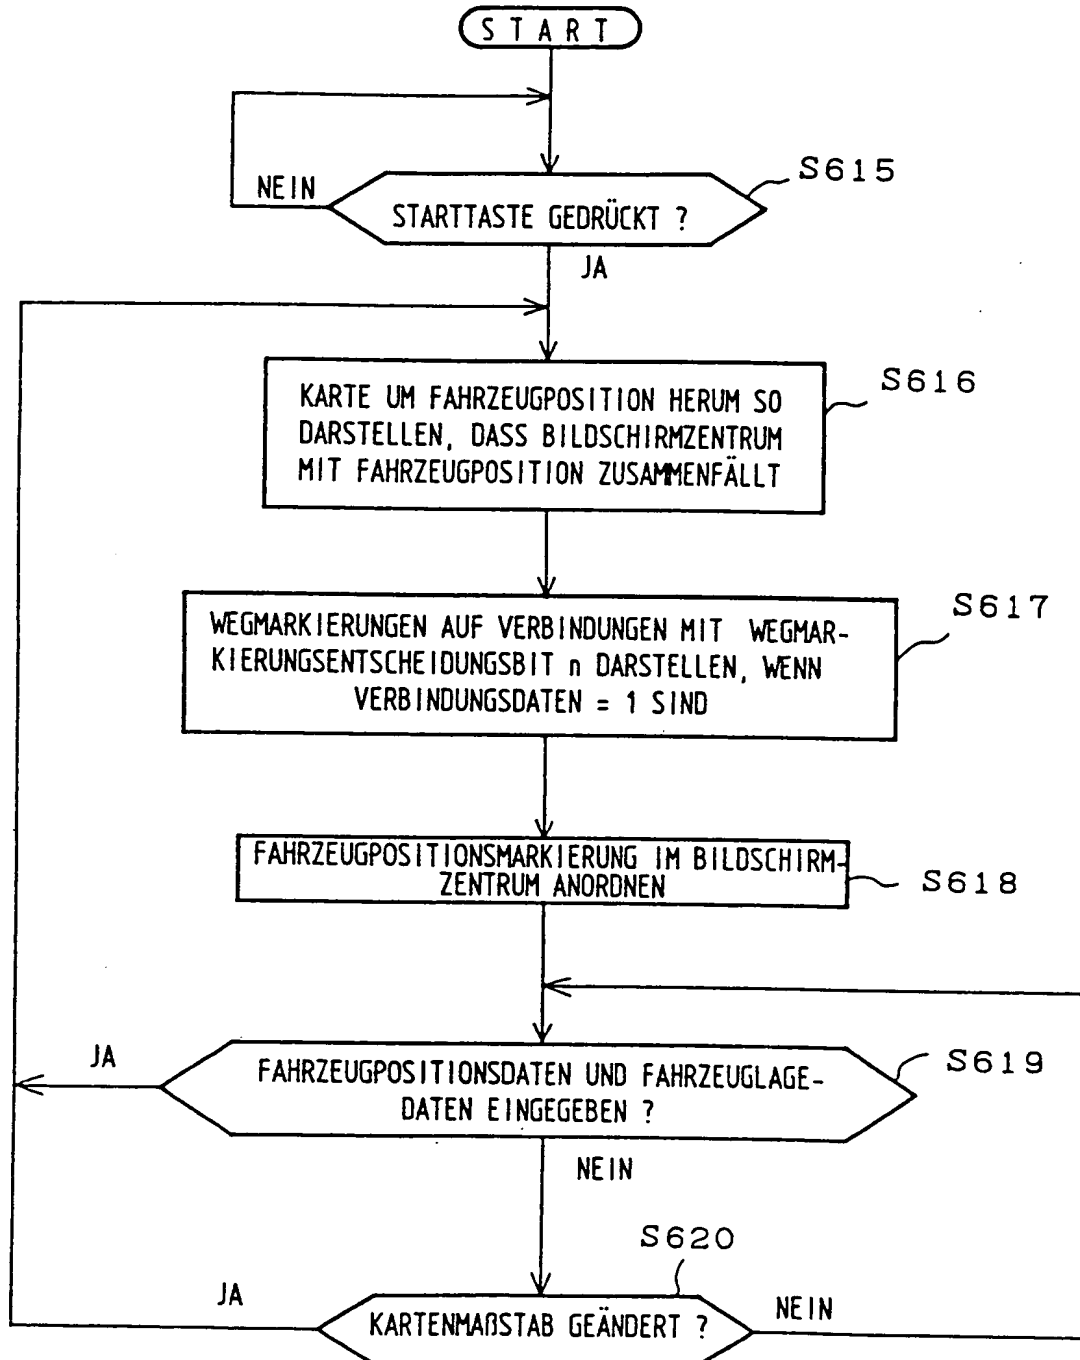 START
S615
NEIN
STARTTASTE GEDRÜCKT ?
JA
S616
KARTE UM FAHRZEUGPOSITION HERUM SO
DARSTELLEN, DASS BILDSCHIRMZENTRUM
MIT FAHRZEUGPOSITION ZUSAMMENFÄLLT
S617
WEGMARKIERUNGEN AUF VERBINDUNGEN MIT WEGMAR-
KIERUNGSENTSCHEIDUNGSBIT n DARSTELLEN, WENN
VERBINDUNGSDATEN = 1 SIND
FAHRZEUGPOSITIONSMARKIERUNG IM BILDSCHIRM-
ZENTRUM ANORDNEN
S618
JA
S619
FAHRZEUGPOSITIONSDATEN UND FAHRZEUGLAGE-
DATEN EINGEGEBEN ?
NEIN
S620
JA
KARTENMAßSTAB GEÄNDERT ?
NEIN